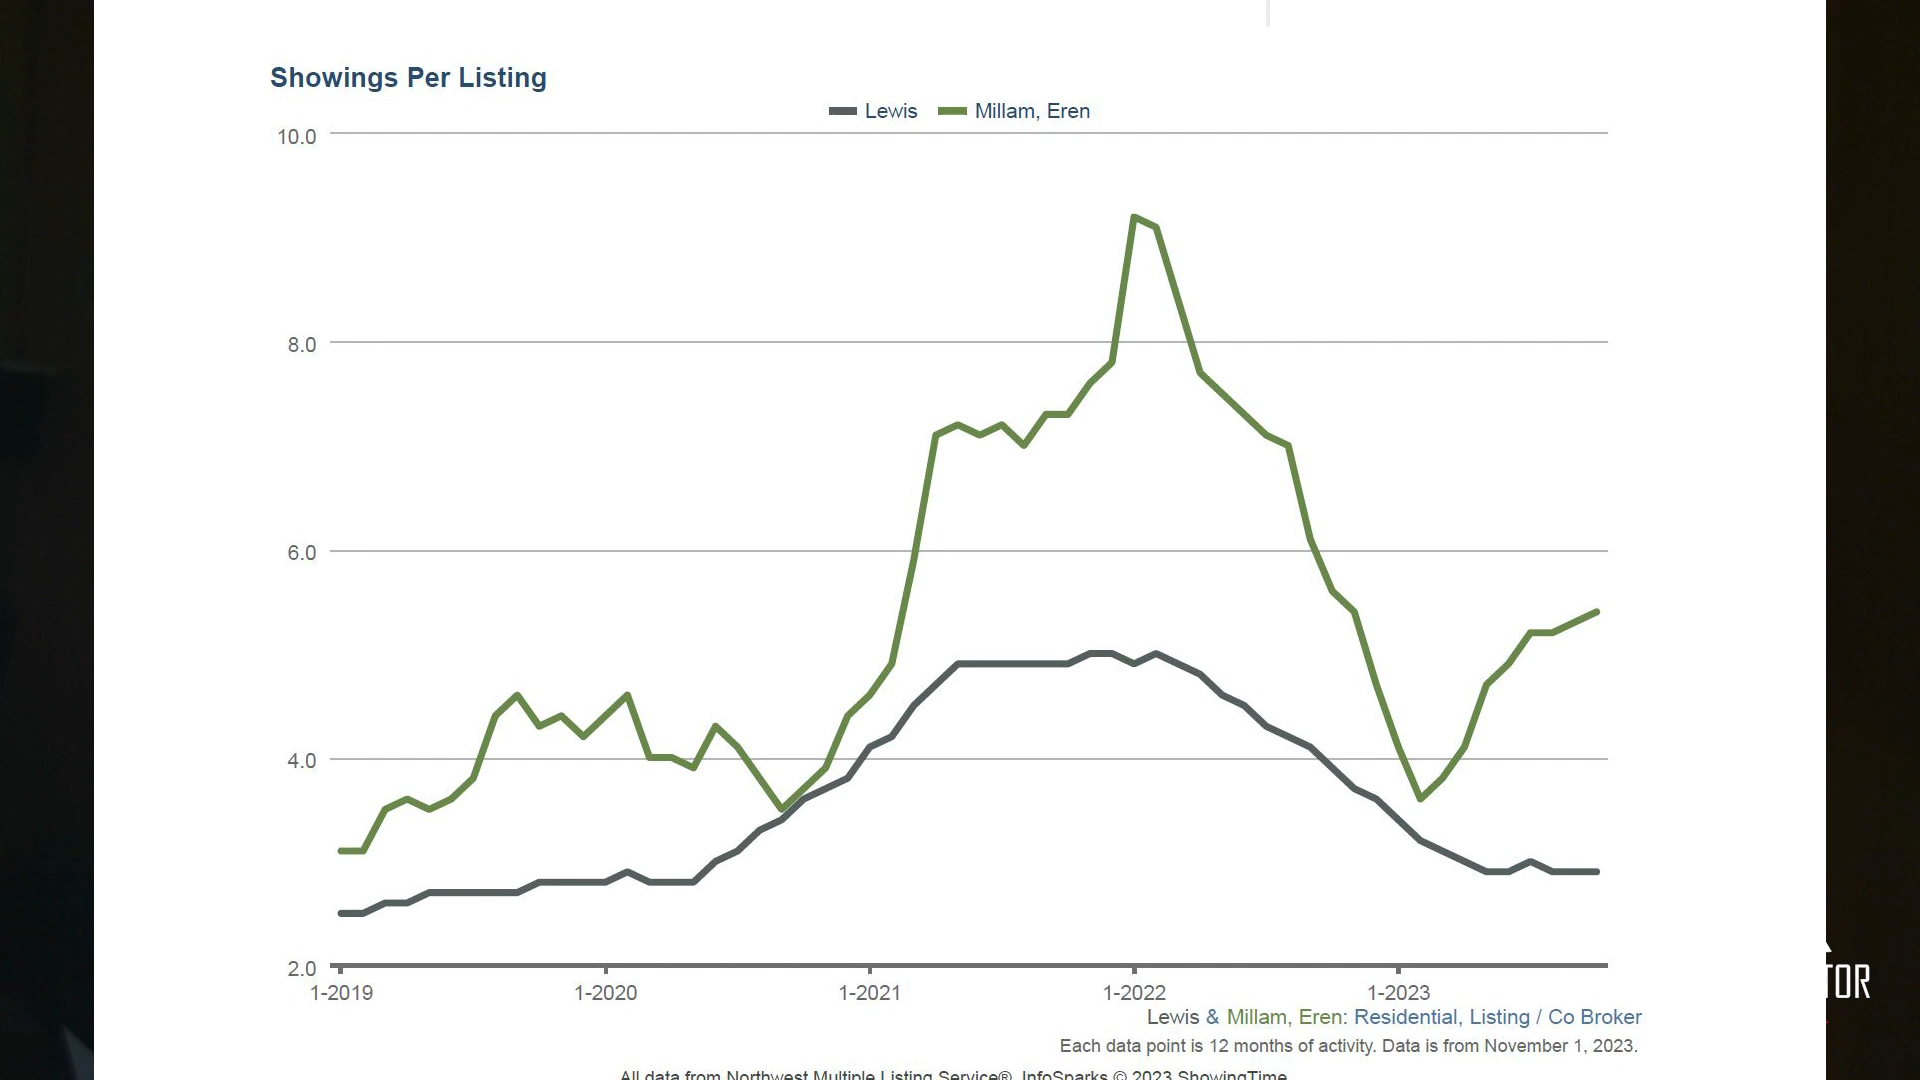 Showings Per Listing
Lewis Millam, Eren
10.0
8.0
6.0
4.0
2.0
1-2019 1-2020 1-2021 1-2022 1-2023
Lewis & Millam, Eren: Residential, Listing / Co Broker
Each data point is 12 months of activity. Data is from November 1, 2023.
TOR
All data from Northwest Multiple Listing Service®. InfoSparks © 2023 ShowingTime.